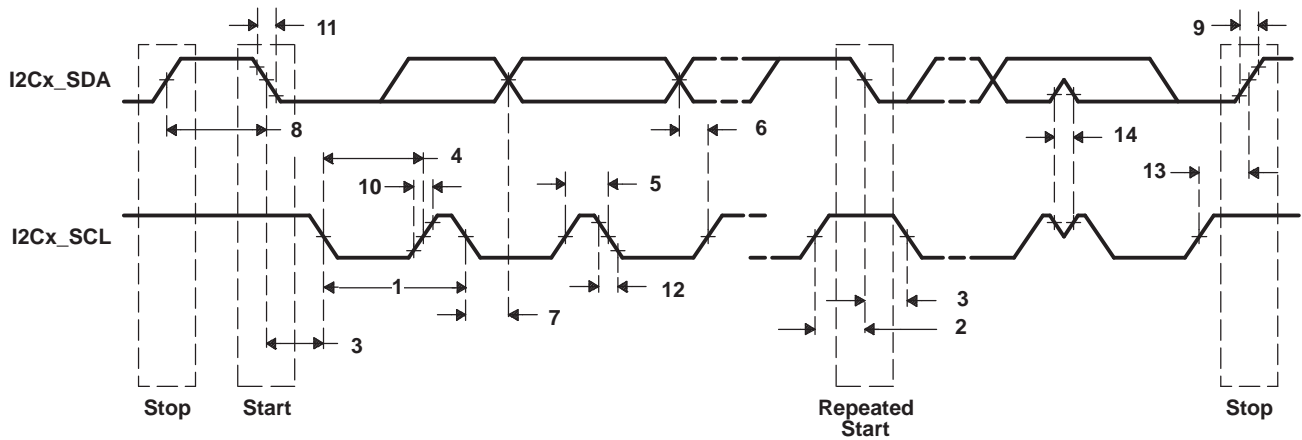 11
9
I2Cx_SDA
8
6
14
4
10
5
13
I2Cx_SCL
1
12
3
7
2
3
Stop
Start
Repeated
Start
Stop